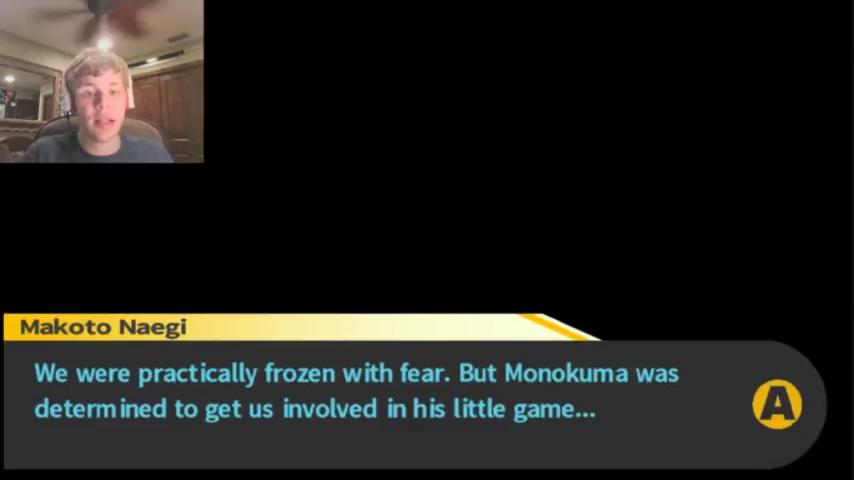 Makoto Naegi
We were practically frozen with fear. But Monokuma was
determined to get us involved in his little game...
A